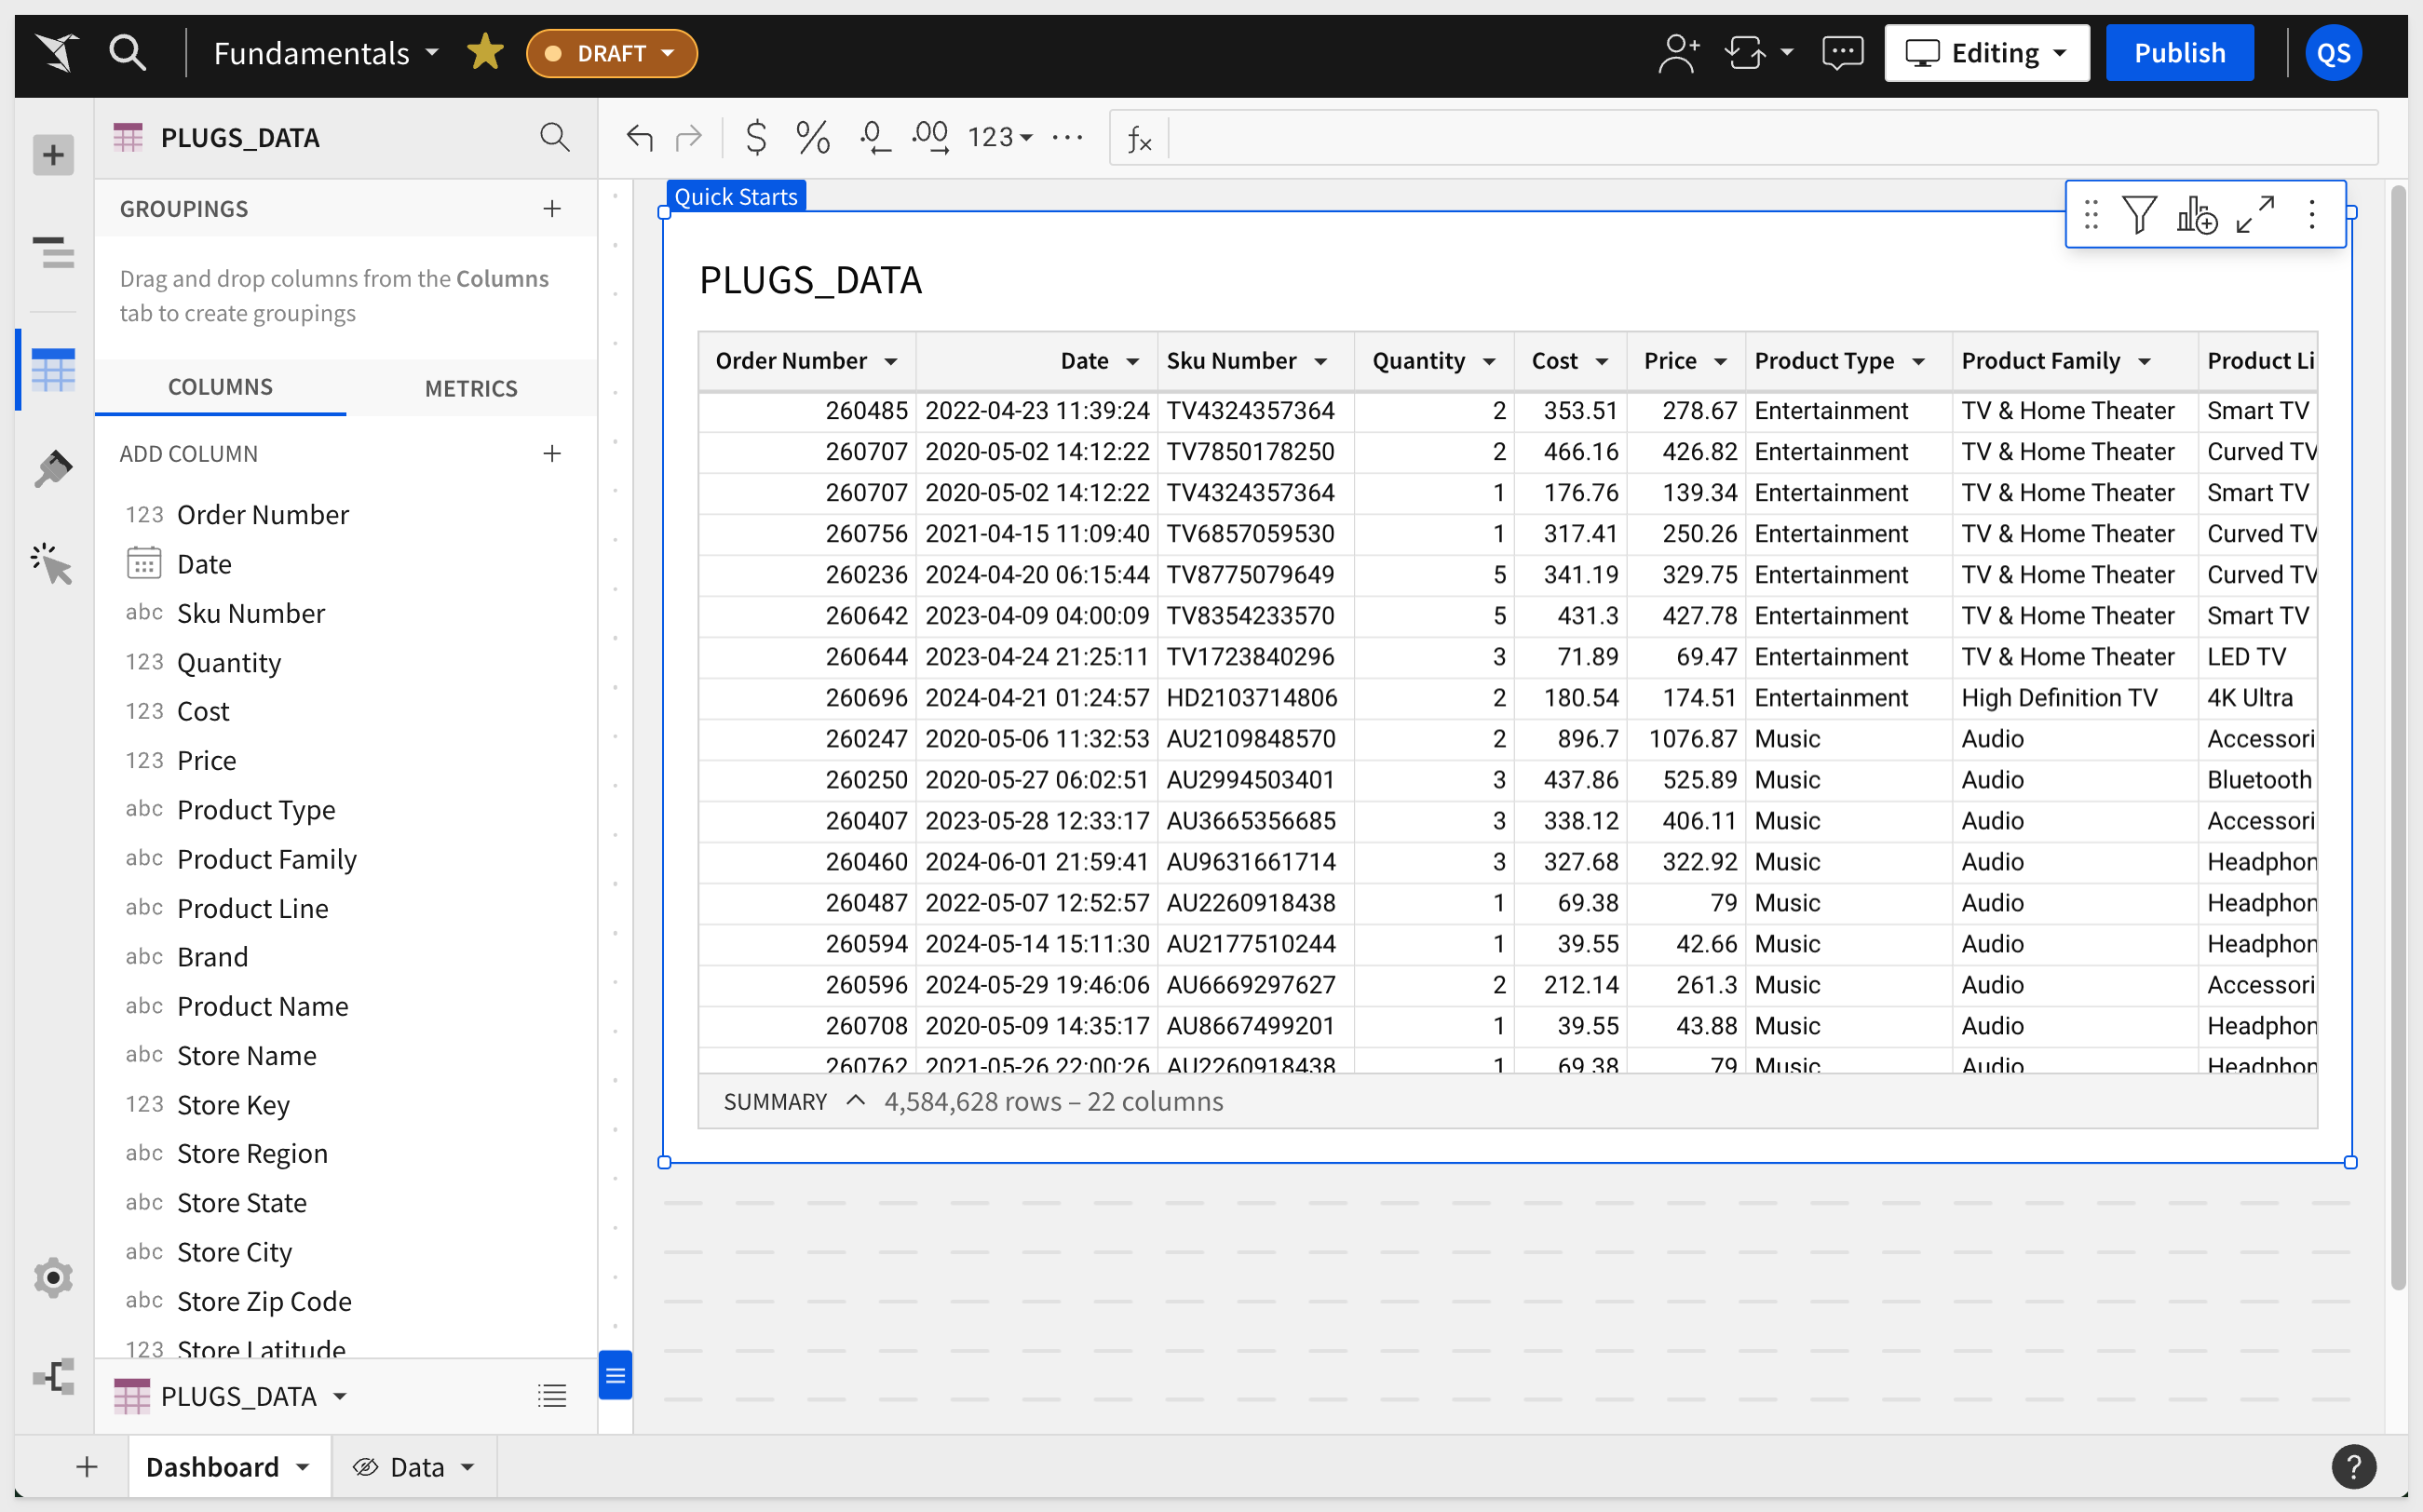 Fundamentals DRAFT Editing Publish QS
PLUGS_DATA
GROUPINGS
Drag and drop columns from the Columns
tab to create groupings
COLUMNS METRICS
ADD COLUMN
123 Order Number
Date
abc Sku Number
123 Quantity
123 Cost
123 Price
abc Product Type
abc Product Family
abc Product Line
abc Brand
abc Product Name
abc Store Name
123 Store Key
abc Store Region
abc Store State
abc Store City
abc Store Zip Code
123 Store Latitude
PLUGS_DATA
$ % .0 .00 123 ... fx
Quick Starts
PLUGS_DATA
Order Number Date Sku Number Quantity Cost Price Product Type Product Family Product Li
260485 2022-04-23 11:39:24 TV4324357364 2 353.51 278.67 Entertainment TV & Home Theater Smart TV
260707 2020-05-02 14:12:22 TV7850178250 2 466.16 426.82 Entertainment TV & Home Theater Curved TV
260707 2020-05-02 14:12:22 TV4324357364 1 176.76 139.34 Entertainment TV & Home Theater Smart TV
260756 2021-04-15 11:09:40 TV6857059530 1 317.41 250.26 Entertainment TV & Home Theater Curved TV
260236 2024-04-20 06:15:44 TV8775079649 5 341.19 329.75 Entertainment TV & Home Theater Curved TV
260642 2023-04-09 04:00:09 TV8354233570 5 431.3 427.78 Entertainment TV & Home Theater Smart TV
260644 2023-04-24 21:25:11 TV1723840296 3 71.89 69.47 Entertainment TV & Home Theater LED TV
260696 2024-04-21 01:24:57 HD2103714806 2 180.54 174.51 Entertainment High Definition TV 4K Ultra
260247 2020-05-06 11:32:53 AU2109848570 2 896.7 1076.87 Music Audio Accessori
260250 2020-05-27 06:02:51 AU2994503401 3 437.86 525.89 Music Audio Bluetooth
260407 2023-05-28 12:33:17 AU3665356685 3 338.12 406.11 Music Audio Accessori
260460 2024-06-01 21:59:41 AU9631661714 3 327.68 322.92 Music Audio Headphon
260487 2022-05-07 12:52:57 AU2260918438 1 69.38 79 Music Audio Headphon
260594 2024-05-14 15:11:30 AU2177510244 1 39.55 42.66 Music Audio Headphon
260596 2024-05-29 19:46:06 AU6669297627 2 212.14 261.3 Music Audio Accessori
260708 2020-05-09 14:35:17 AU8667499201 1 39.55 43.88 Music Audio Headphon
260762 2021-05-26 22:00:26 AU2260918438 1 69.38 79 Music Audio Headphon
SUMMARY 4,584,628 rows – 22 columns
Dashboard Data ?